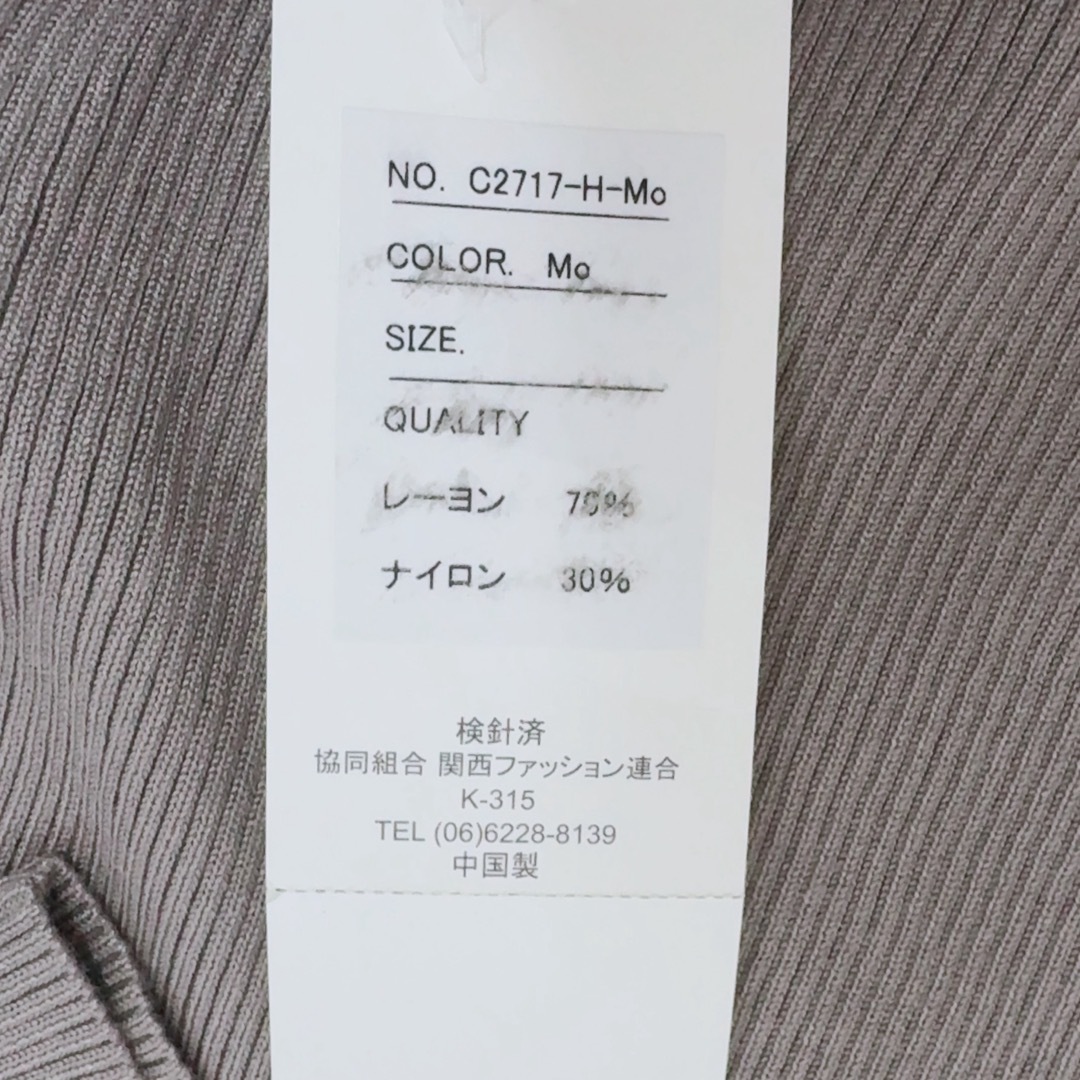 NO. C2717-H-Mo
COLOR. Mo
SIZE.
QUALITY
レーヨン
ナイロン 30%
検針済
協同組合 関西ファッション連合
K-315
TEL (06)6228-8139
中国製